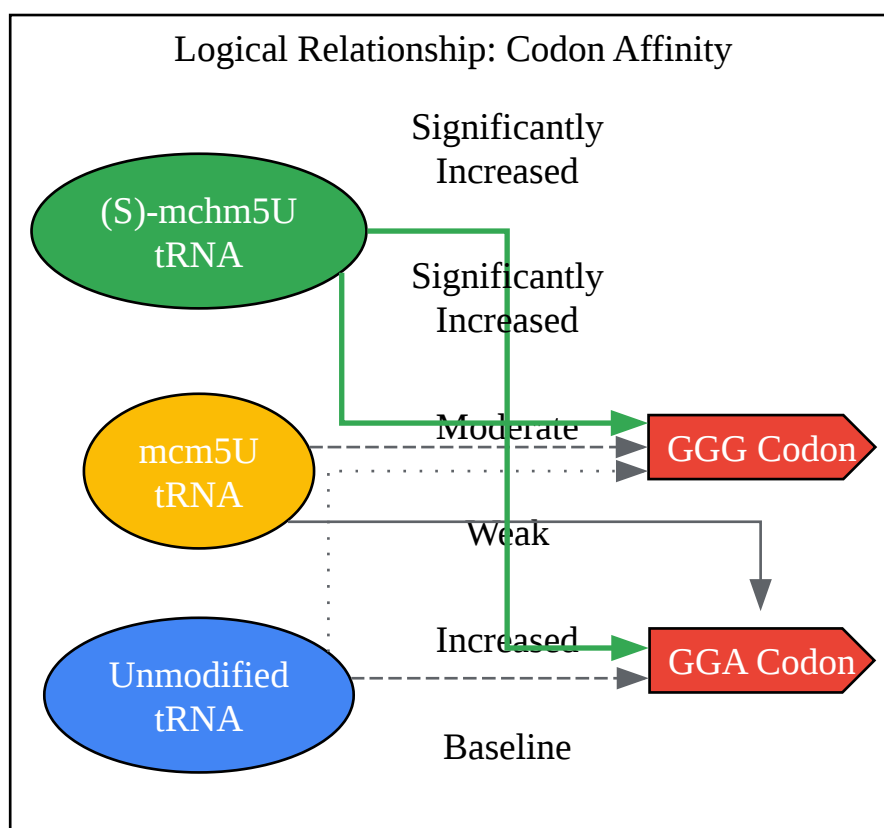 Logical Relationship: Codon Affinity
Significantly
Increased
(S)-mchm5U
tRNA
Significantly
Increased
Moderate
mcm5U
tRNA
GGG Codon
Weak
Increased
Unmodified
tRNA
GGA Codon
Baseline